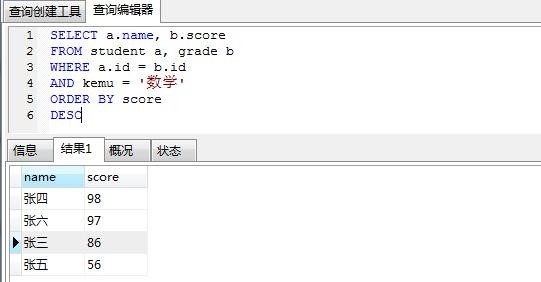 查询创建工具 查询编辑器
1 SELECT a.name, b.score
2 FROM student a, grade b
3 WHERE a.id = b.id
4 AND kemu = '数学'
5 ORDER BY score
6 DESC
信息 结果1 概况 状态
name score
张四 98
张六 97
张三 86
张五 56